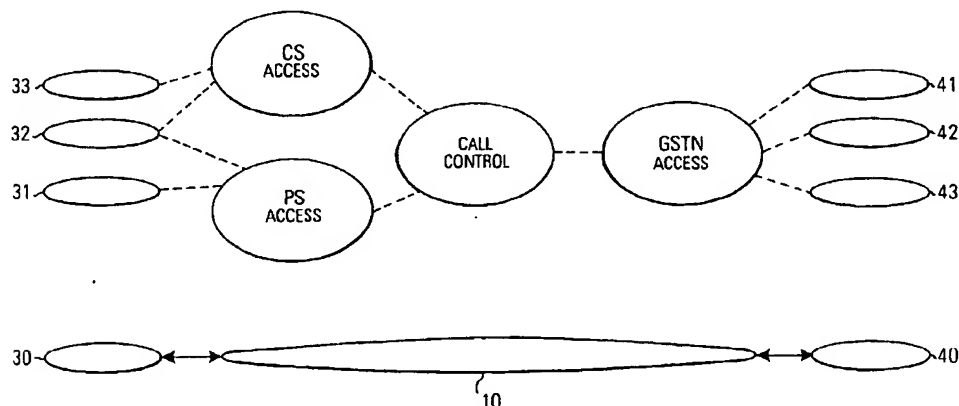 CS
ACCESS
33
41
32
CALL
CONTROL
GSTN
ACCESS
42
31
PS
ACCESS
43
30
40
10